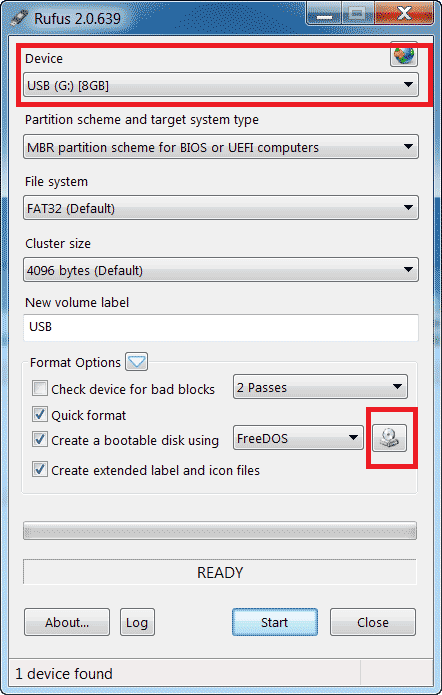 Rufus 2.0.639
Device
USB (G:) [8GB]
Partition scheme and target system type
MBR partition scheme for BIOS or UEFI computers
File system
FAT32 (Default)
Cluster size
4096 bytes (Default)
New volume label
USB
Format Options
Check device for bad blocks 2 Passes
Quick format
Create a bootable disk using FreeDOS
Create extended label and icon files
READY
About... Log Start Close
1 device found